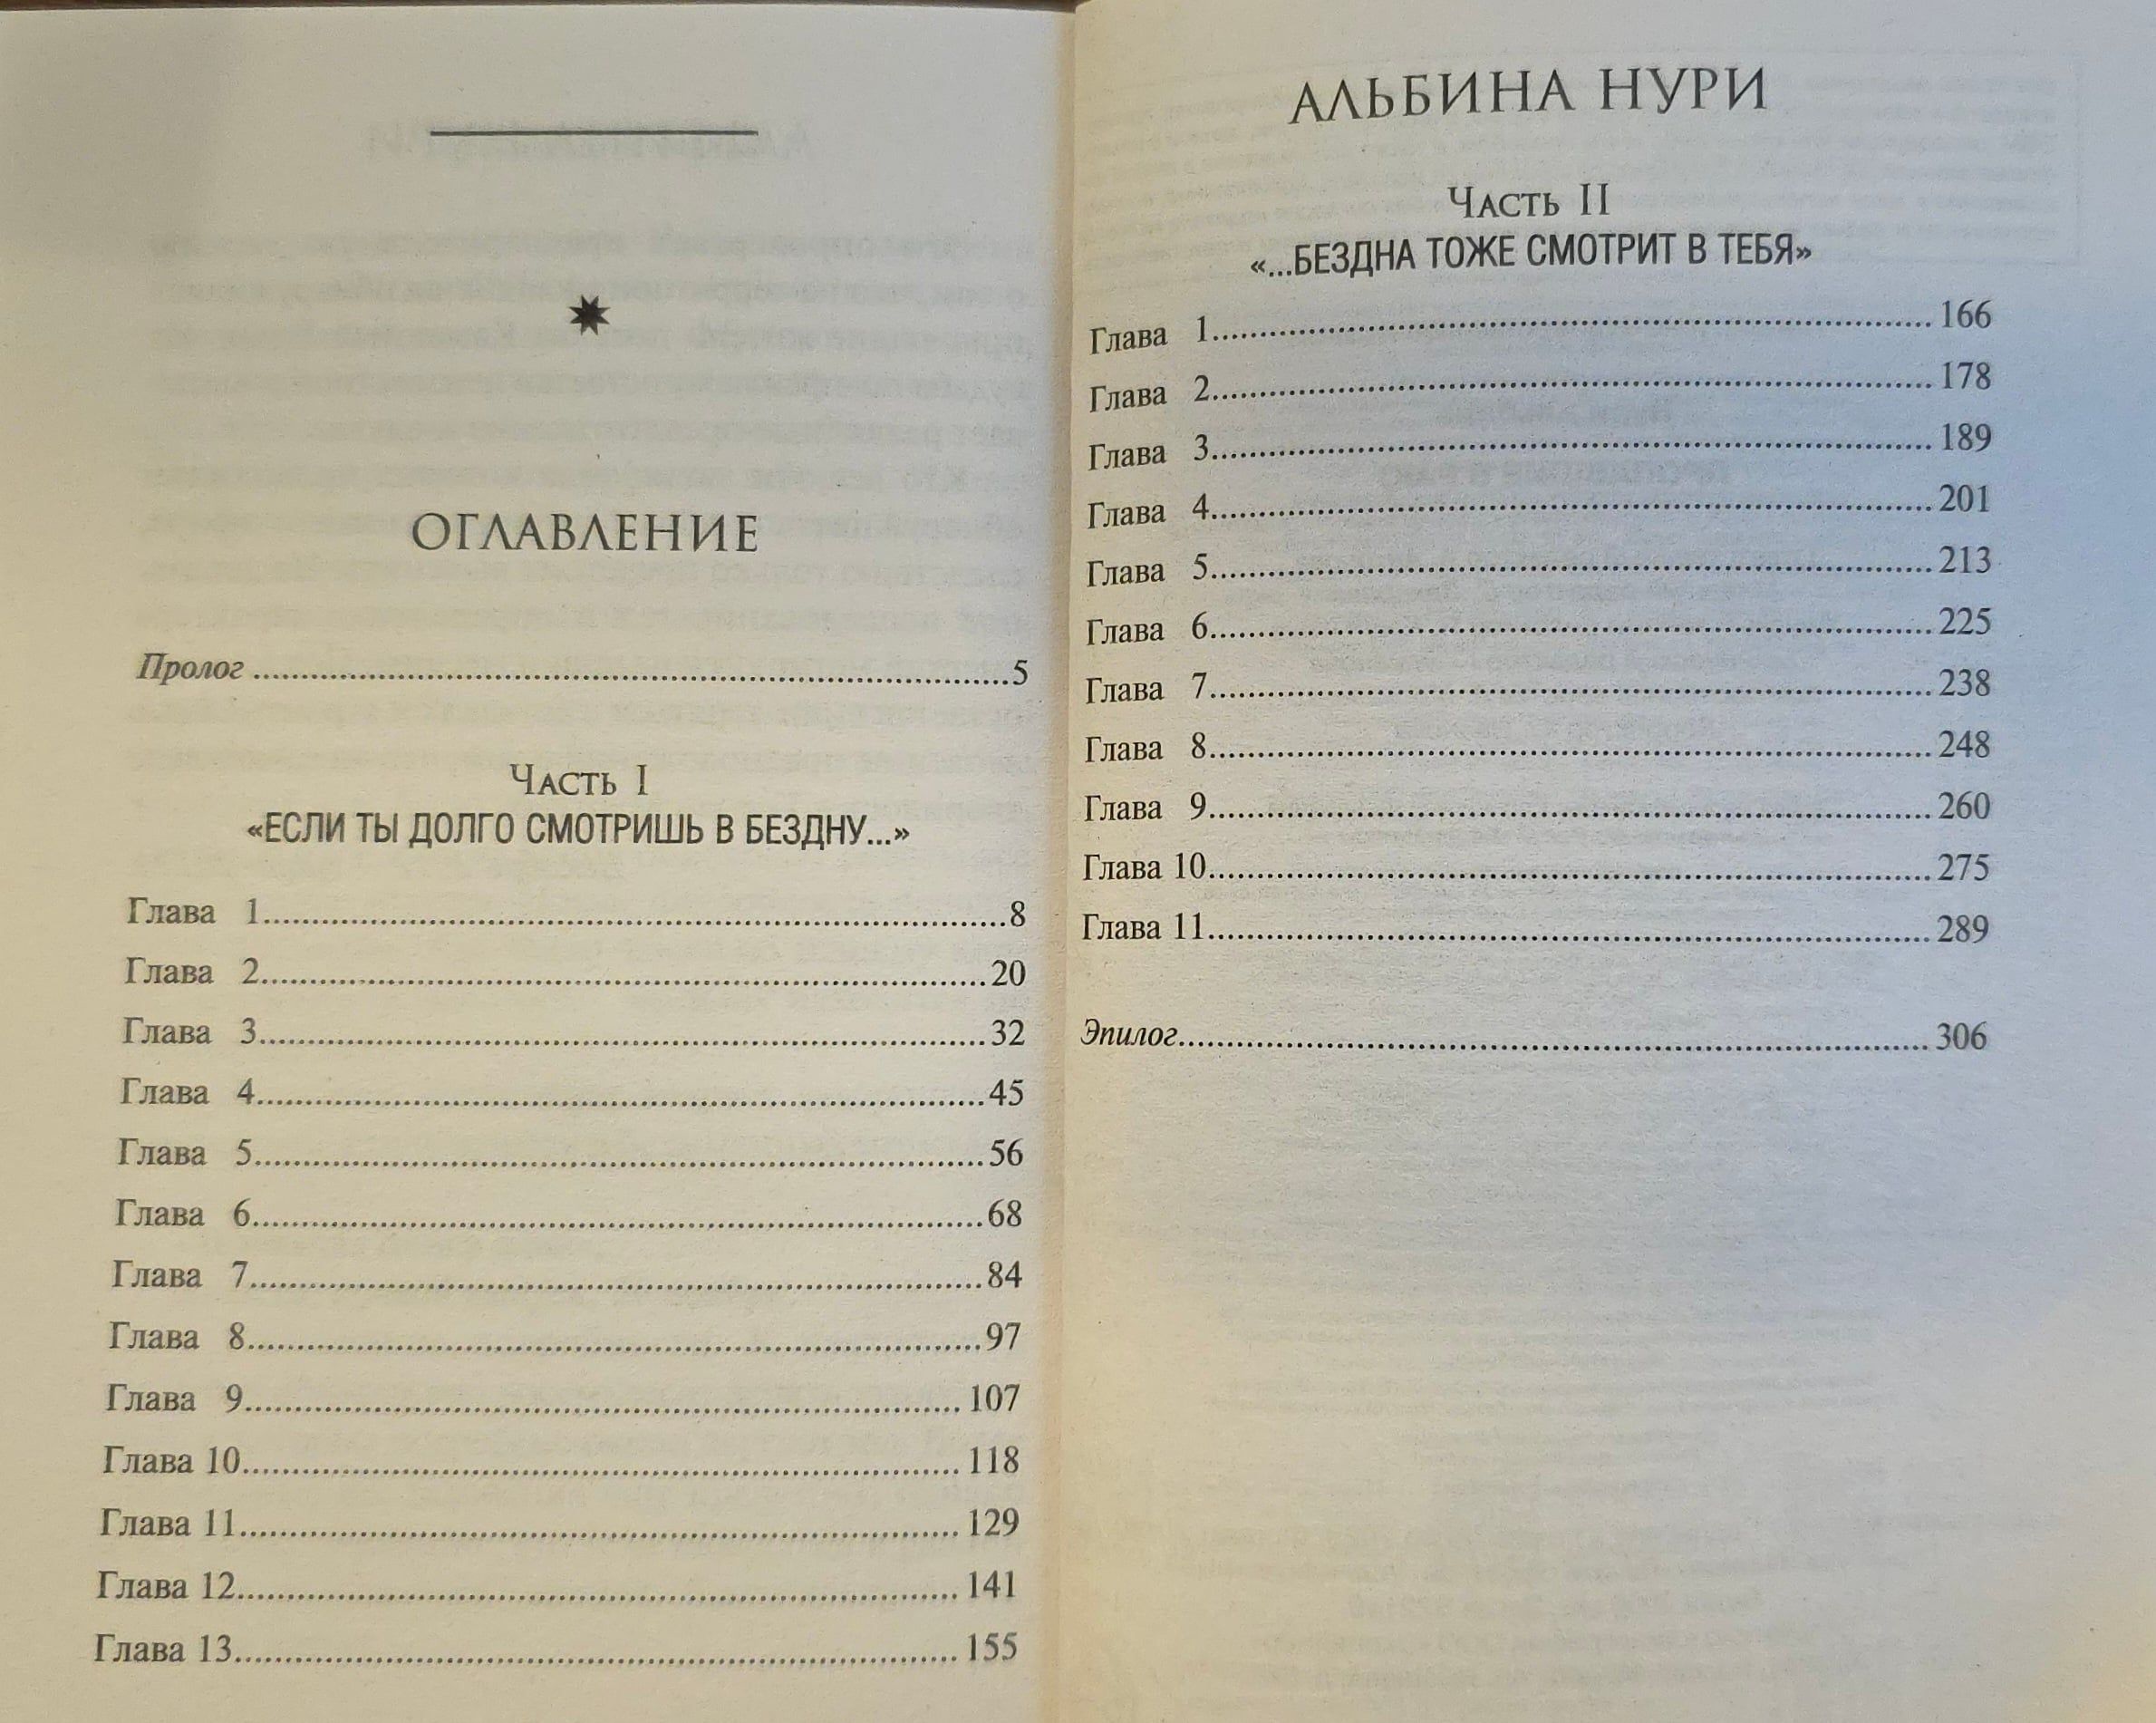 ОГЛАВЛЕНИЕ
Пролог ..................................................5
Часть I
«ЕСЛИ ТЫ ДОЛГО СМОТРИШЬ В БЕЗДНУ...»
Глава 1..................................................8
Глава 2..................................................20
Глава 3..................................................32
Глава 4..................................................45
Глава 5..................................................56
Глава 6..................................................68
Глава 7..................................................84
Глава 8..................................................97
Глава 9..................................................107
Глава 10..................................................118
Глава 11..................................................129
Глава 12..................................................141
Глава 13..................................................155
АЛЬБИНА НУРИ
Часть II
«...БЕЗДНА ТОЖЕ СМОТРИТ В ТЕБЯ»
Глава 1..................................................166
Глава 2..................................................178
Глава 3..................................................189
Глава 4..................................................201
Глава 5..................................................213
Глава 6..................................................225
Глава 7..................................................238
Глава 8..................................................248
Глава 9..................................................260
Глава 10..................................................275
Глава 11..................................................289
Эпилог..................................................306